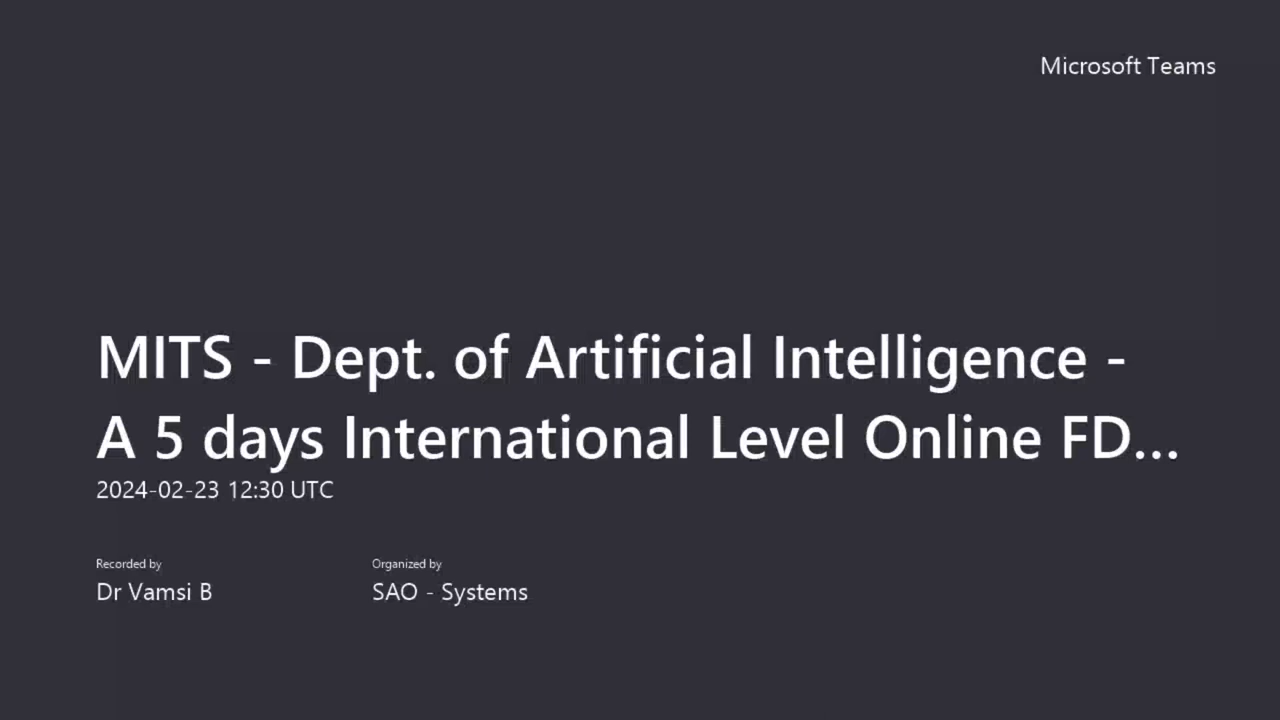 Microsoft Teams
MITS - Dept. of Artificial Intelligence -
A 5 days International Level Online FD...
2024-02-23 12:30 UTC
Recorded by
Dr Vamsi B
Organized by
SAO - Systems